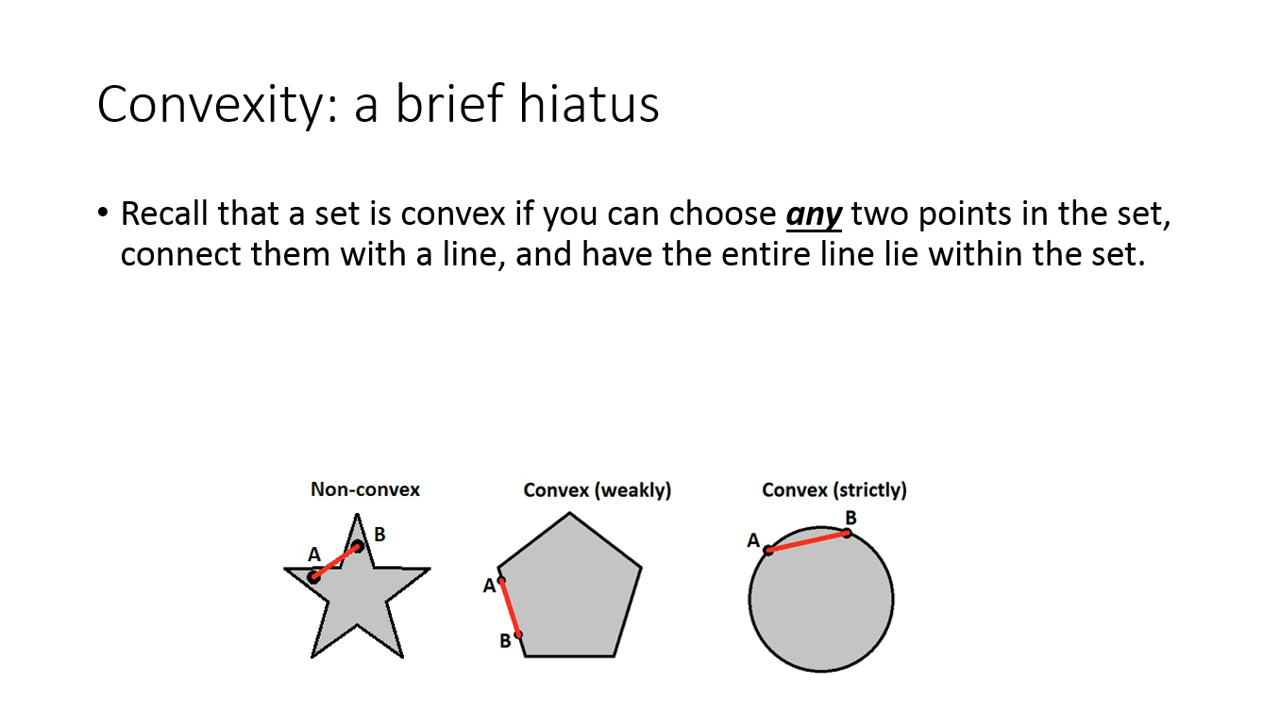 Convexity: a brief hiatus
• Recall that a set is convex if you can choose any two points in the set,
connect them with a line, and have the entire line lie within the set.
Non-convex
A
B
Convex (weakly)
A
B
Convex (strictly)
A
B